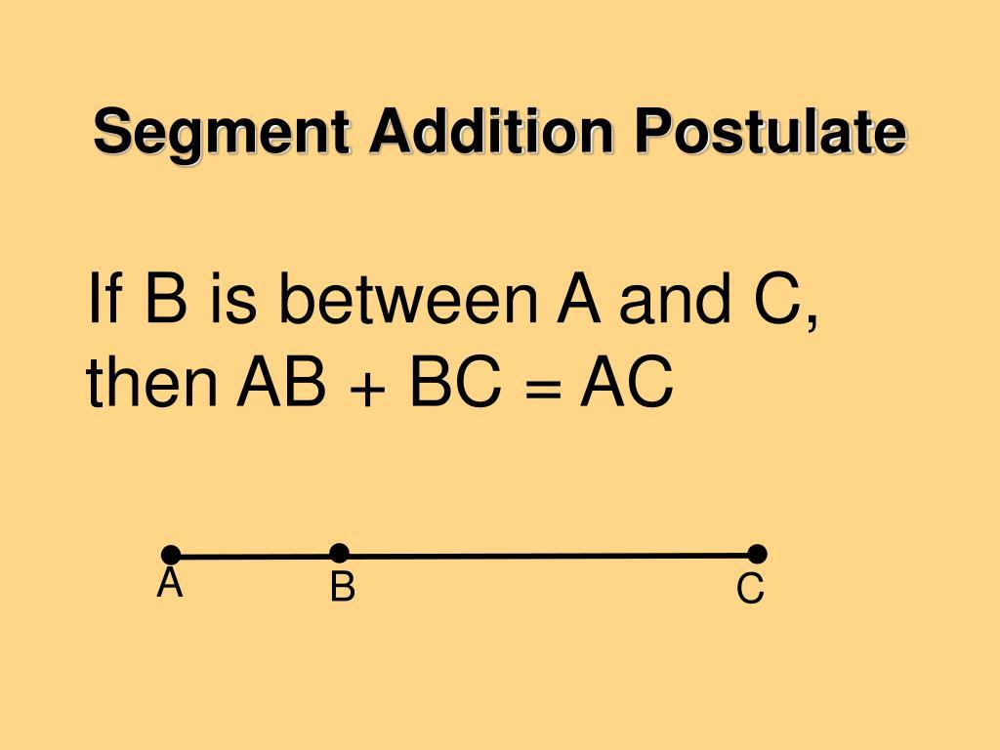 Segment Addition Postulate
If B is between A and C,
then AB + BC = AC
A B C